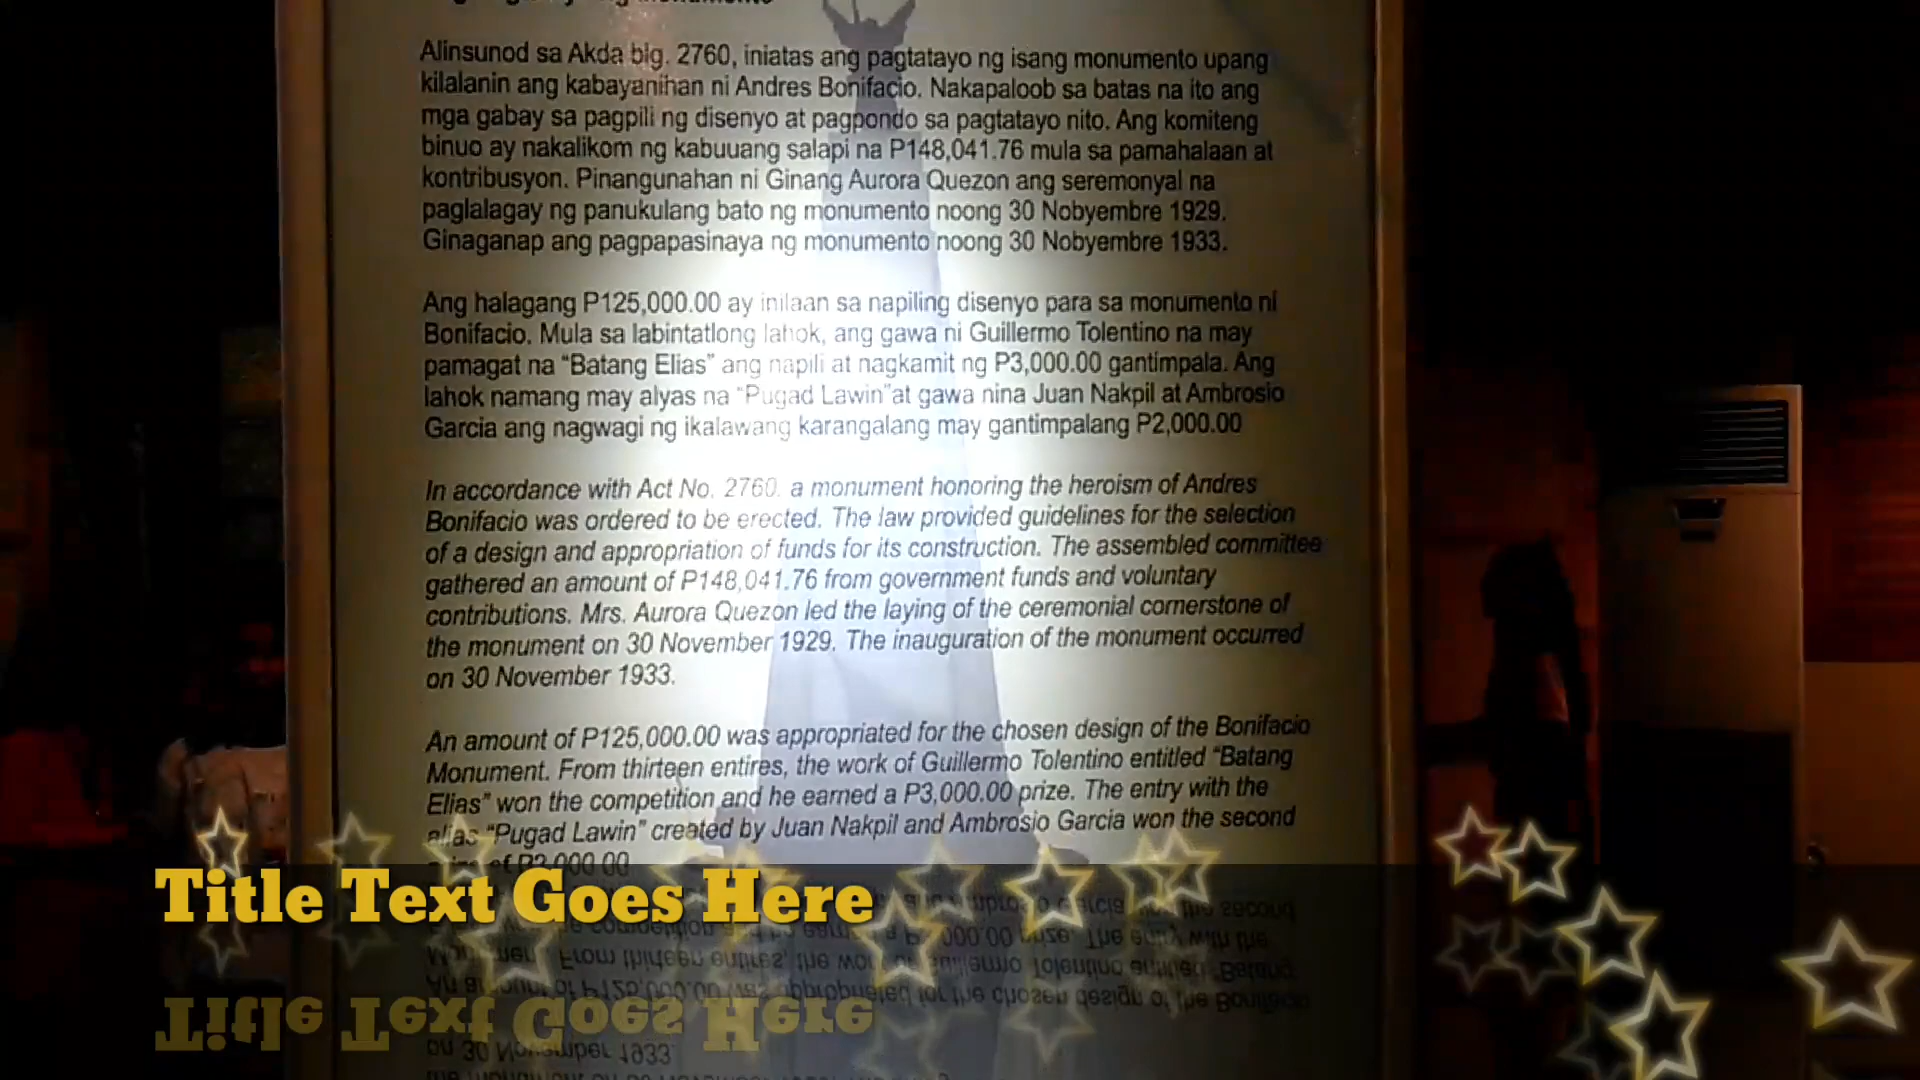 Alinsunod sa Akda blg. 2760, iniatas ang pagtatayo ng isang monumento upang
kilalanin ang kabayanihan ni Andres Bonifacio. Nakapaloob sa batas na ito ang
mga gabay sa pagpili ng disenyo at pagpondo sa pagtatayo nito. Ang komiteng
binuo ay nakalikom ng kabuuang salapi na P148,041.76 mula sa pamahalaan at
kontribusyon. Pinangunahan ni Ginang Aurora Quezon ang seremonyal na
paglalagay ng panukulang bato ng monumento noong 30 Nobyembre 1929.
Ginaganap ang pagpapasinaya ng monumento noong 30 Nobyembre 1933.
Ang halagang P125,000.00 ay inilaan sa napiling disenyo para sa monumento ni
Bonifacio. Mula sa labintatlong lahok, ang gawa ni Guillermo Tolentino na may
pamagat na “Batang Elias” ang napili at nagkamit ng P3,000.00 gantimpala. Ang
lahok namang may alyas na “Pugad Lawin”at gawa nina Juan Nakpil at Ambrosio
Garcia ang nagwagi ng ikalawang karangalang may gantimpalang P2,000.00
In accordance with Act No. 2760. a monument honoring the heroism of Andres
Bonifacio was ordered to be erected. The law provided guidelines for the selection
of a design and appropriation of funds for its construction. The assembled committee
gathered an amount of P148,041.76 from government funds and voluntary
contributions. Mrs. Aurora Quezon led the laying of the ceremonial cornerstone of
the monument on 30 November 1929. The inauguration of the monument occurred
on 30 November 1933.
An amount of P125,000.00 was appropriated for the chosen design of the Bonifacio
Monument. From thirteen entires, the work of Guillermo Tolentino entitled “Batang
Elias” won the competition and he earned a P3,000.00 prize. The entry with the
alias “Pugad Lawin” created by Juan Nakpil and Ambrosio Garcia won the second
of P2,000.00
Title Text Goes Here